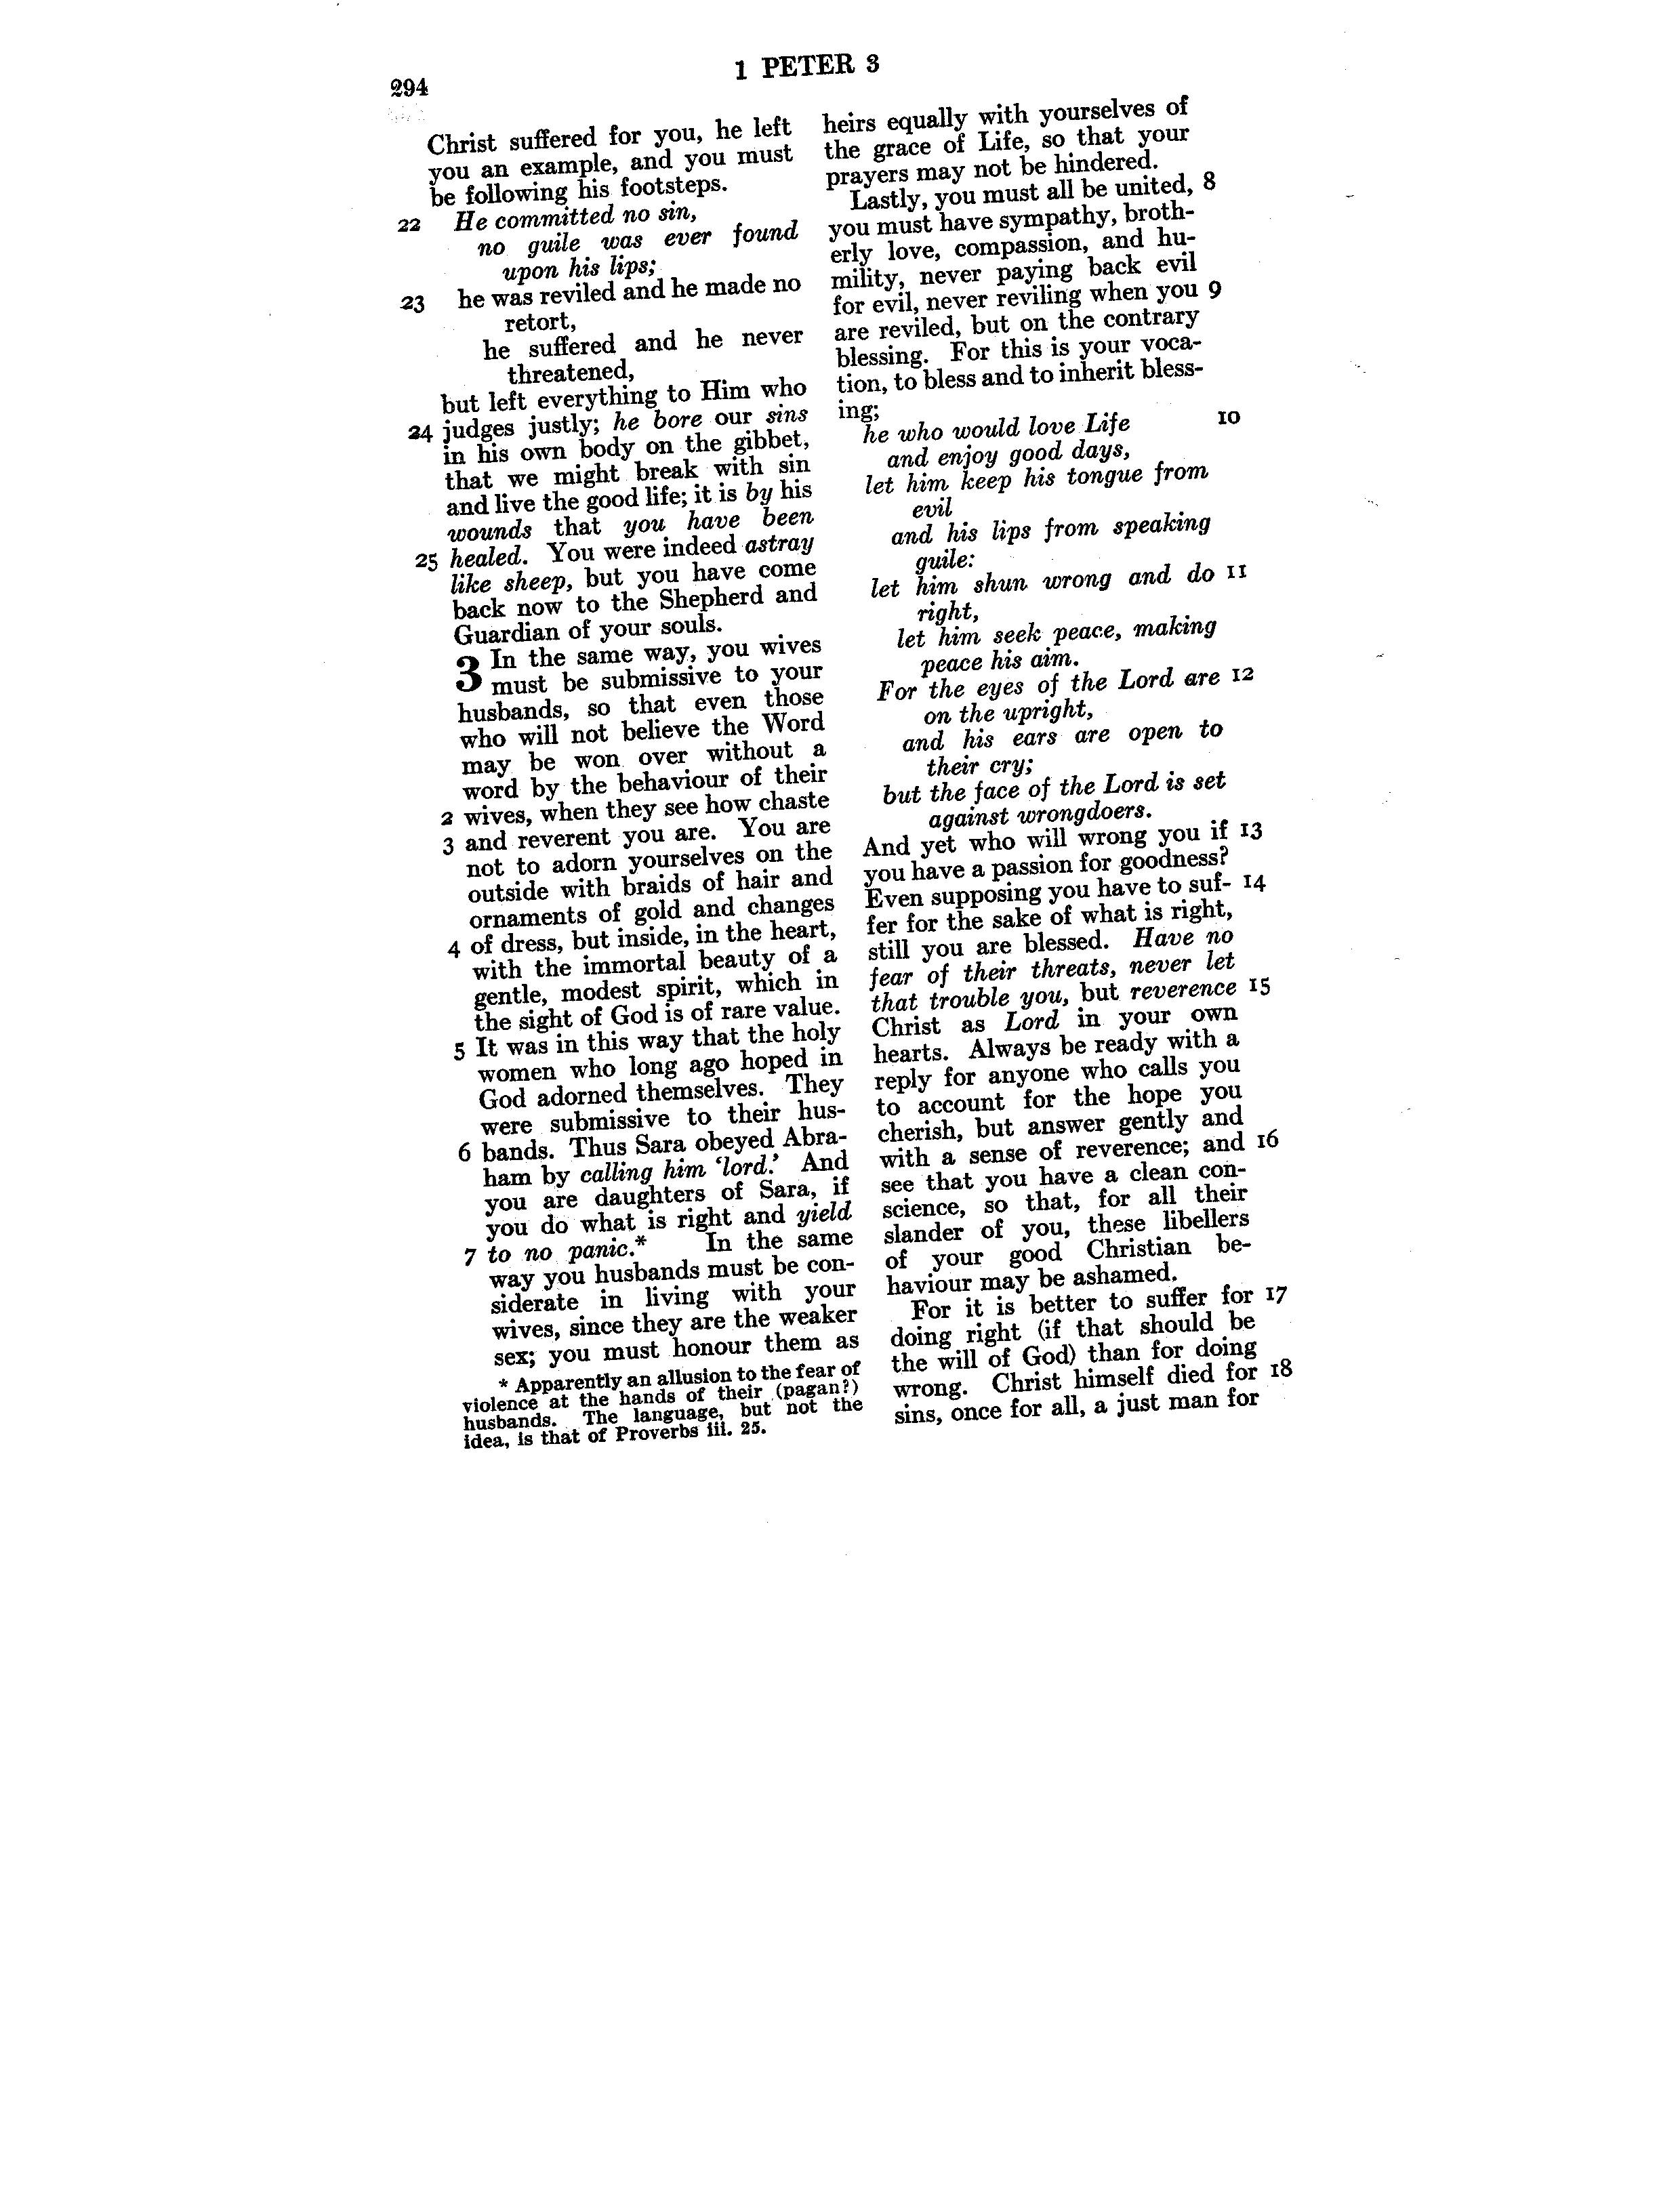 294
1 PETER 3
Christ suffered for you, he left
you an example, and you must
be following his footsteps.
22 He committed no sin,
no guile was ever found
upon his lips;
23 he was reviled and he made no
retort,
he suffered and he never
threatened,
but left everything to Him who
24 judges justly; he bore our sins
in his own body on the gibbet,
that we might break with sin
and live the good life; it is by his
wounds that you have been
25 healed. You were indeed astray
like sheep, but you have come
back now to the Shepherd and
Guardian of your souls.
3 In the same way, you wives
must be submissive to your
husbands, so that even those
who will not believe the Word
may be won over without a
word by the behaviour of their
2 wives, when they see how chaste
3 and reverent you are. You are
not to adorn yourselves on the
outside with braids of hair and
ornaments of gold and changes
4 of dress, but inside, in the heart,
with the immortal beauty of a
gentle, modest spirit, which in
the sight of God is of rare value.
5 It was in this way that the holy
women who long ago hoped in
God adorned themselves. They
were submissive to their hus-
6 bands. Thus Sara obeyed Abra-
ham by calling him ‘lord.’ And
you are daughters of Sara, if
you do what is right and yield
7 to no panic.* In the same
way you husbands must be con-
siderate in living with your
wives, since they are the weaker
sex; you must honour them as
* Apparently an allusion to the fear of
violence at the hands of their (pagan?)
husbands. The language, but not the
idea, is that of Proverbs iii. 25.
heirs equally with yourselves of
the grace of Life, so that your
prayers may not be hindered.
Lastly, you must all be united, 8
you must have sympathy, broth-
erly love, compassion, and hu-
mility, never paying back evil
for evil, never reviling when you 9
are reviled, but on the contrary
blessing. For this is your voca-
tion, to bless and to inherit bless-
ing;
he who would love Life 10
and enjoy good days,
let him keep his tongue from
evil
and his lips from speaking
guile:
let him shun wrong and do 11
right,
let him seek peace, making
peace his aim.
For the eyes of the Lord are 12
on the upright,
and his ears are open to
their cry;
but the face of the Lord is set
against wrongdoers.
And yet who will wrong you if 13
you have a passion for goodness?
Even supposing you have to suf- 14
fer for the sake of what is right,
still you are blessed. Have no
fear of their threats, never let
that trouble you, but reverence 15
Christ as Lord in your own
hearts. Always be ready with a
reply for anyone who calls you
to account for the hope you
cherish, but answer gently and
with a sense of reverence; and 16
see that you have a clean con-
science, so that, for all their
slander of you, these libellers
of your good Christian be-
haviour may be ashamed.
For it is better to suffer for 17
doing right (if that should be
the will of God) than for doing
wrong. Christ himself died for 18
sins, once for all, a just man for